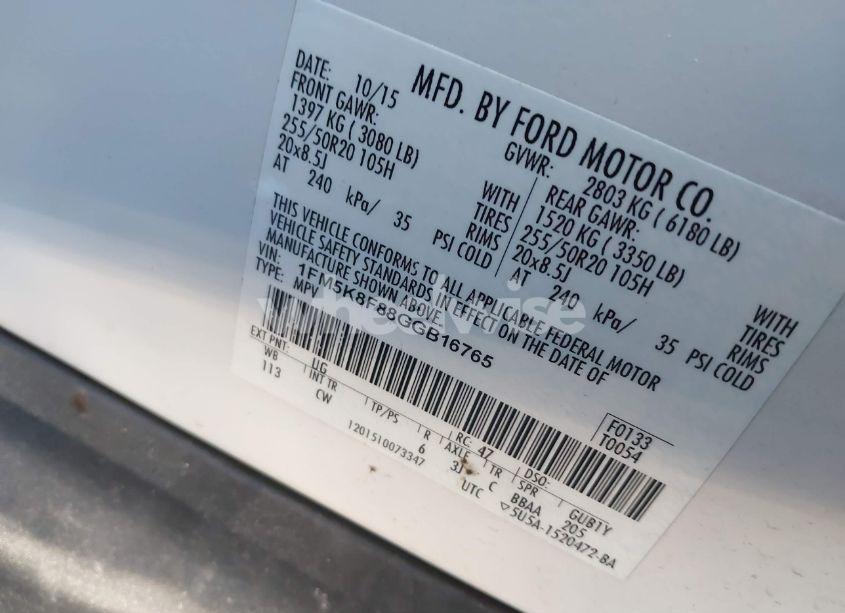 MFD. BY FORD MOTOR CO.
DATE: 10/15 GVWR: 2803 KG ( 6180 LB)
FRONT GAWR: REAR GAWR:
1397 KG ( 3080 LB) WITH 1520 KG ( 3350 LB) WITH
255/50R20 105H TIRES 255/50R20 105H TIRES
20x8.5J RIMS 20x8.5J RIMS
AT 240 kPa/ 35 PSI COLD AT 240 kPa/ 35 PSI COLD
THIS VEHICLE CONFORMS TO ALL APPLICABLE FEDERAL MOTOR
VEHICLE SAFETY STANDARDS IN EFFECT ON THE DATE OF
MANUFACTURE SHOWN ABOVE.
VIN: 1FM5K8F88GGB16765
TYPE: MPV
F0133
T0054
EXT PNT: UG RC: 47 DSO:
WB INT TR TP/PS R AXLE TR SPR GUB1Y
113 CW 6 C BBAA 205
1201510073347 UTC ▽5U5A-1520472-BA
wheelwise